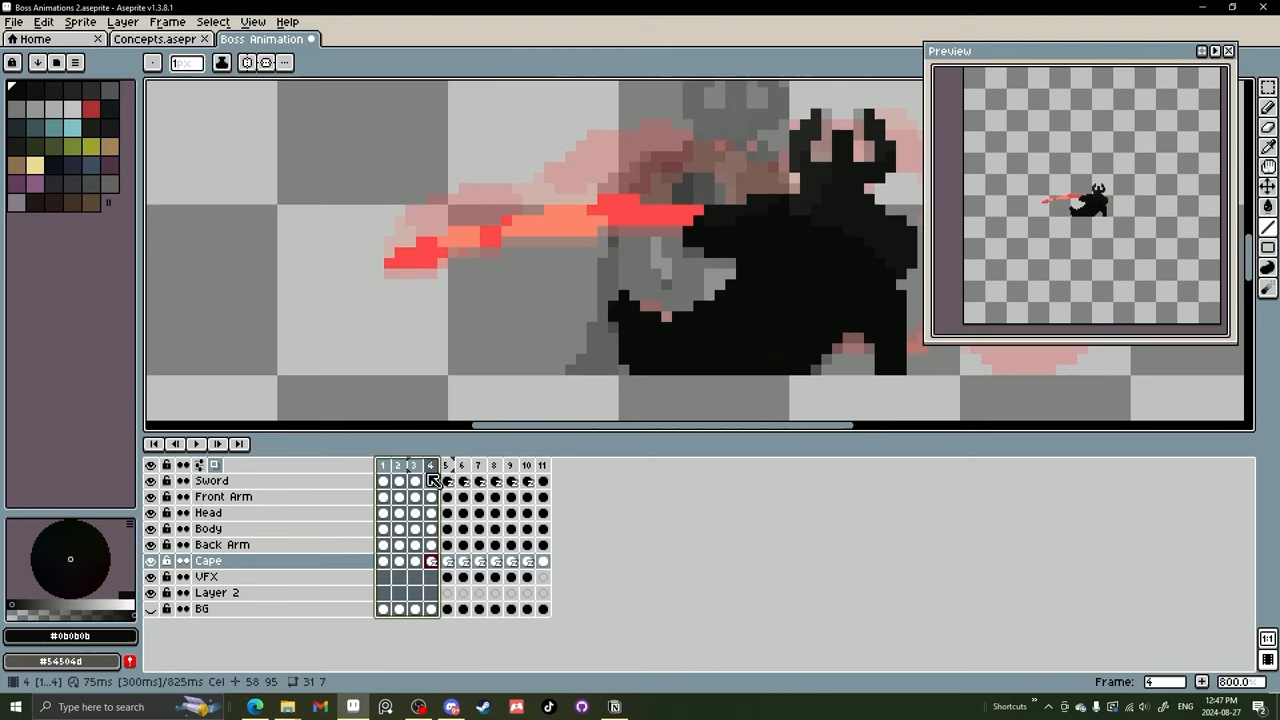 Boss Animations 2.aseprite - Aseprite v1.3.8.1
File Edit Sprite Layer Frame Select View Help
Home Concepts.asepr Boss Animation
1px
Preview
1 2 3 4 5 6 7 8 9 10 11
Sword
Front Arm
Head
Body
Back Arm
Cape
VFX
Layer 2
BG
#0b0b0b
#54504d
4 [1...4] 75ms [300ms]/825ms Cel 58 95 31 7
Frame: 4 800.0
1:1
Type here to search
Shortcuts
12:47 PM
2024-08-27